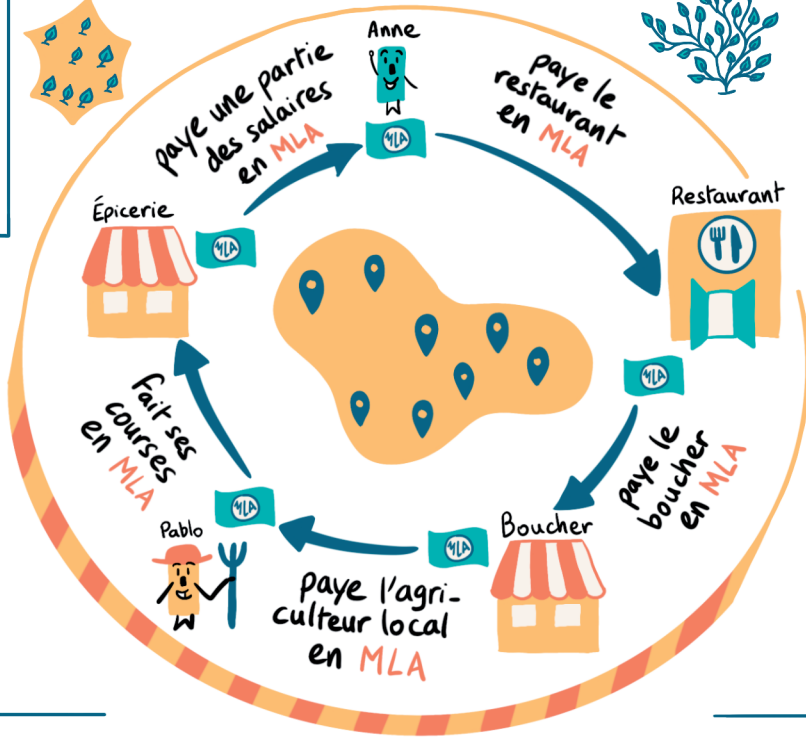 Anne
MLA
paye une partie
des salaires
en MLA
paye le
restaurant
en MLA
Restaurant
MLA
paye le
boucher
en MLA
Boucher
MLA
paye l'agri-
culteur local
en MLA
Pablo
MLA
fait ses
courses
en MLA
Épicerie
MLA